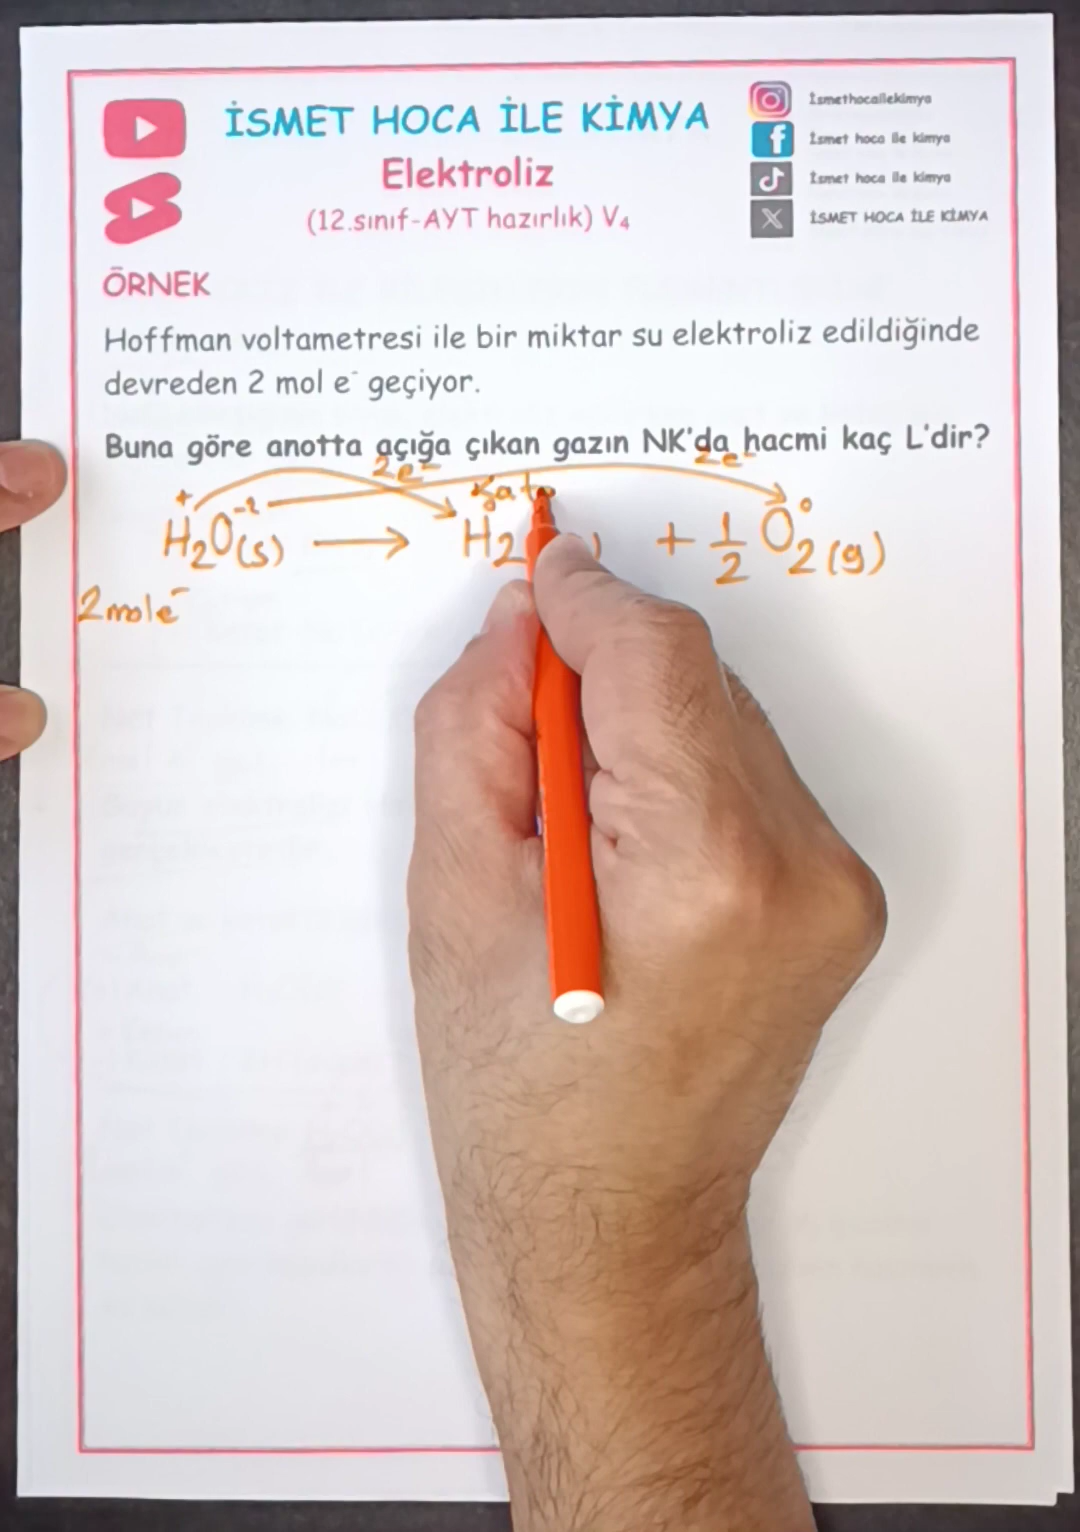 İSMET HOCA İLE KİMYA
Elektroliz
(12.sınıf-AYT hazırlık) V₄
İsmethocailekimya
İsmet hoca ile kimya
İsmet hoca ile kimya
İSMET HOCA İLE KİMYA
ÖRNEK
Hoffman voltametresi ile bir miktar su elektroliz edildiğinde
devreden 2 mol e⁻ geçiyor.
Buna göre anotta açığa çıkan gazın NK'da hacmi kaç L'dir?
2e⁻ 2e⁻
+ -2 kato 0
H₂O(s) → H₂ + 1/2 O₂(g)
2mole⁻